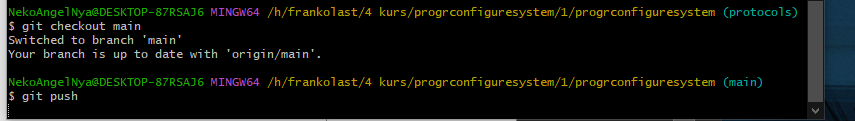 NekoAngelNya@DESKTOP-87RSAJ6 MINGW64 /h/frankolast/4 kurs/progrconfiguresystem/1/progrconfiguresystem (protocols)
$ git checkout main
Switched to branch 'main'
Your branch is up to date with 'origin/main'.
NekoAngelNya@DESKTOP-87RSAJ6 MINGW64 /h/frankolast/4 kurs/progrconfiguresystem/1/progrconfiguresystem (main)
$ git push